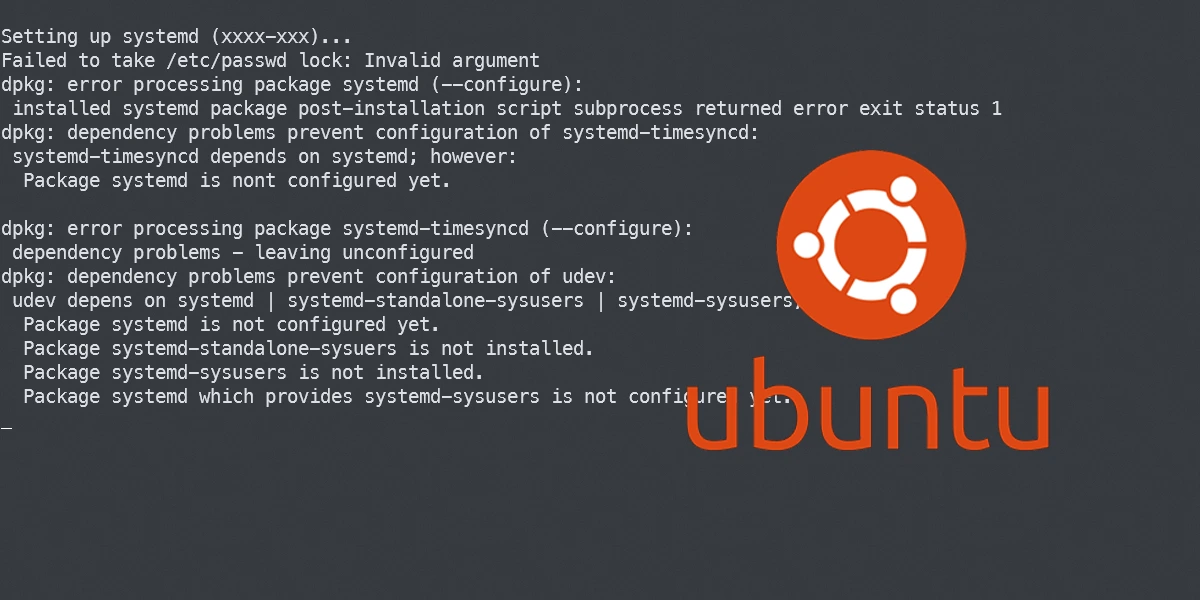 Setting up systemd (xxxx-xxx)...
Failed to take /etc/passwd lock: Invalid argument
dpkg: error processing package systemd (--configure):
installed systemd package post-installation script subprocess returned error exit status 1
dpkg: dependency problems prevent configuration of systemd-timesyncd:
systemd-timesyncd depends on systemd; however:
Package systemd is nont configured yet.
dpkg: error processing package systemd-timesyncd (--configure):
dependency problems - leaving unconfigured
dpkg: dependency problems prevent configuration of udev:
udev depens on systemd | systemd-standalone-sysusers | systemd-sysusers,
Package systemd is not configured yet.
Package systemd-standalone-sysuers is not installed.
Package systemd-sysusers is not installed.
Package systemd which provides systemd-sysusers is not configured yet.
_
ubuntu